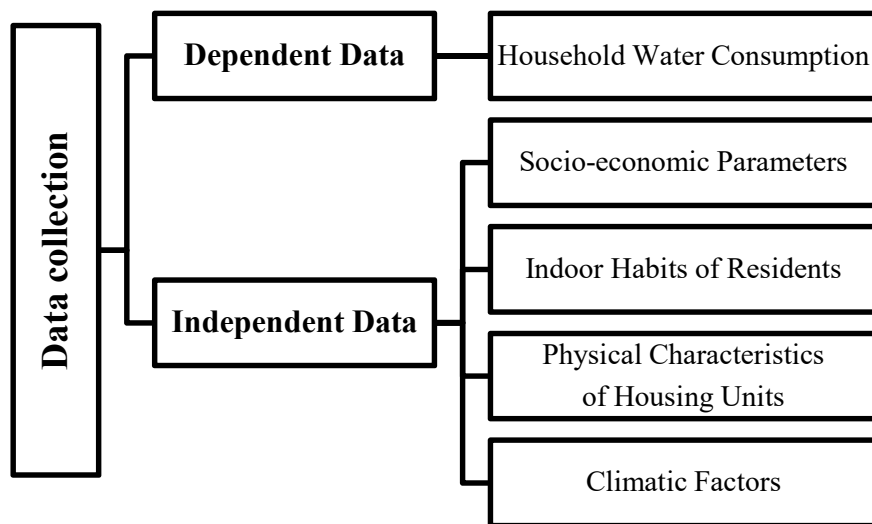 Data collection
Dependent Data
Household Water Consumption
Independent Data
Socio-economic Parameters
Indoor Habits of Residents
Physical Characteristics
of Housing Units
Climatic Factors